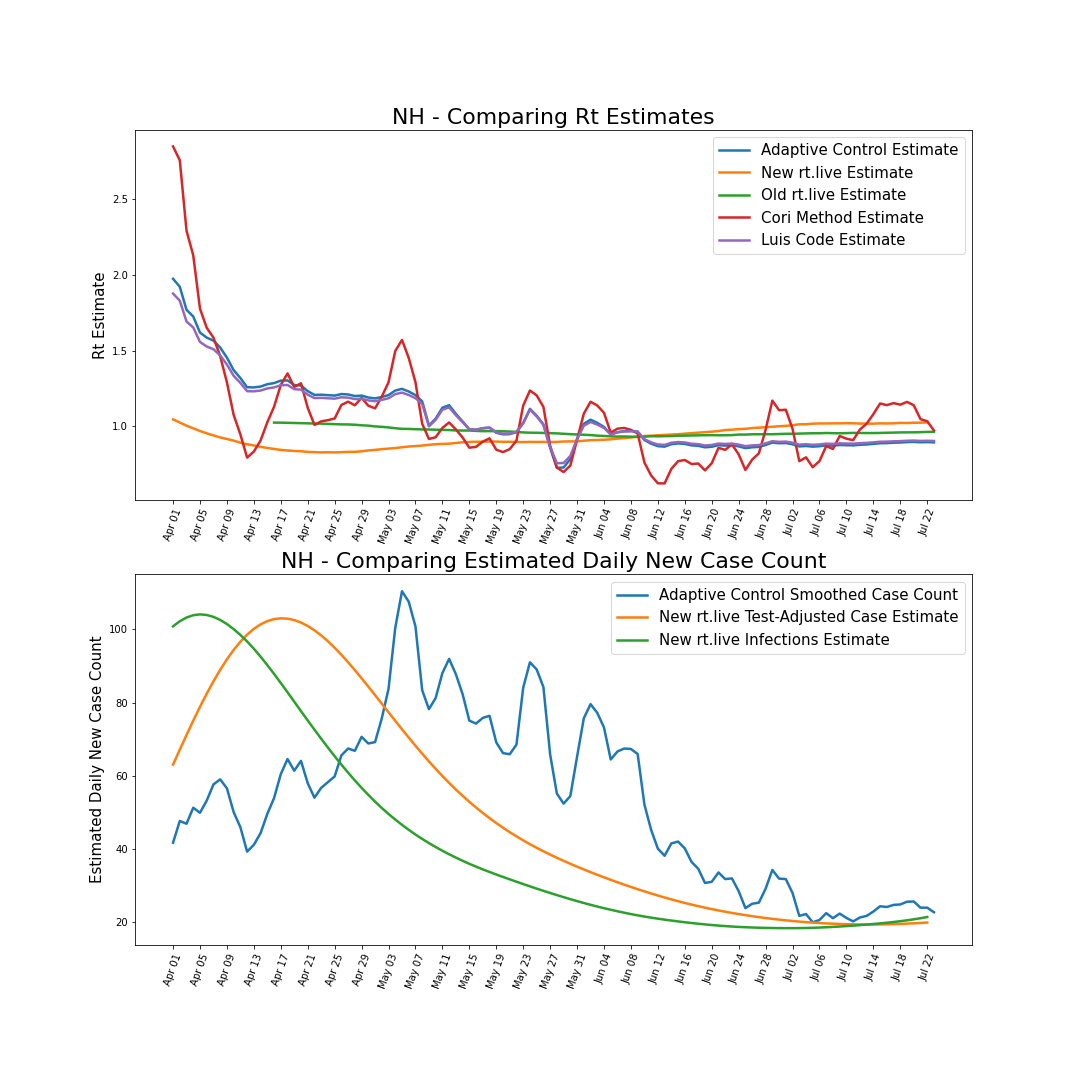 NH - Comparing Rt Estimates
Rt Estimate
2.5
2.0
1.5
1.0
Adaptive Control Estimate
New rt.live Estimate
Old rt.live Estimate
Cori Method Estimate
Luis Code Estimate
Apr 01 Apr 05 Apr 09 Apr 13 Apr 17 Apr 21 Apr 25 Apr 29 May 03 May 07 May 11 May 15 May 19 May 23 May 27 May 31 Jun 04 Jun 08 Jun 12 Jun 16 Jun 20 Jun 24 Jun 28 Jul 02 Jul 06 Jul 10 Jul 14 Jul 18 Jul 22
NH - Comparing Estimated Daily New Case Count
Estimated Daily New Case Count
100
80
60
40
20
Adaptive Control Smoothed Case Count
New rt.live Test-Adjusted Case Estimate
New rt.live Infections Estimate
Apr 01 Apr 05 Apr 09 Apr 13 Apr 17 Apr 21 Apr 25 Apr 29 May 03 May 07 May 11 May 15 May 19 May 23 May 27 May 31 Jun 04 Jun 08 Jun 12 Jun 16 Jun 20 Jun 24 Jun 28 Jul 02 Jul 06 Jul 10 Jul 14 Jul 18 Jul 22